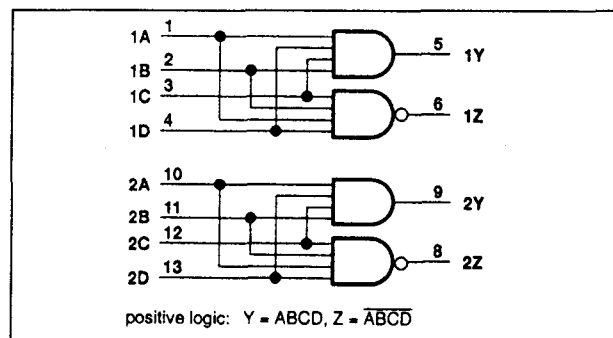 1A 1
5 1Y
1B 2
1C 3
6 1Z
1D 4
2A 10
9 2Y
2B 11
2C 12
8 2Z
2D 13
positive logic: Y = ABCD, Z = A̅B̅C̅D̅